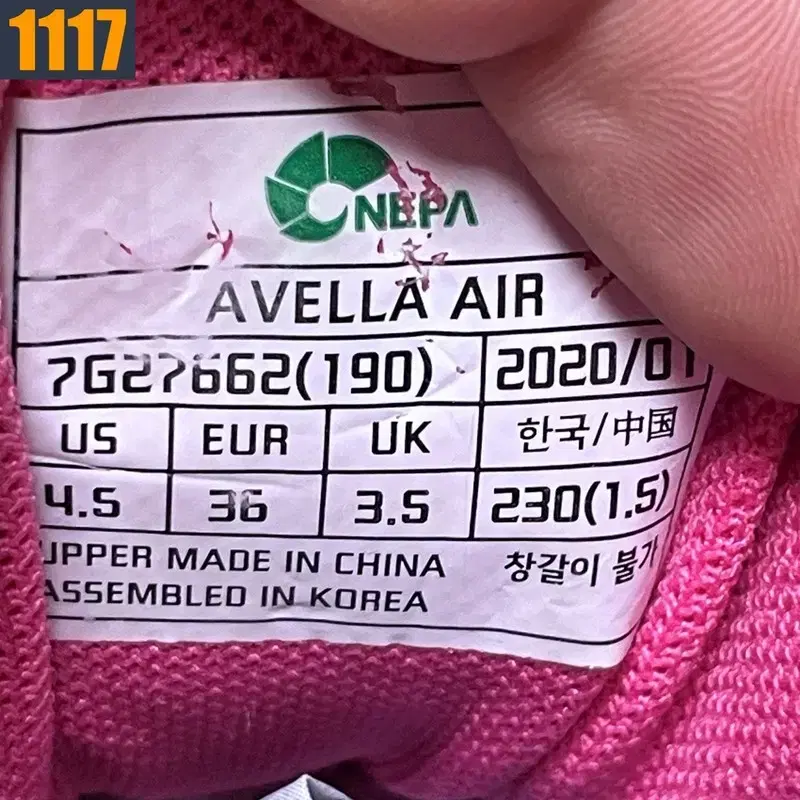 1117
NEPA
AVELLA AIR
7G27662(190) 2020/01
US EUR UK 한국/中国
4.5 36 3.5 230(1.5)
UPPER MADE IN CHINA 창갈이 불가
ASSEMBLED IN KOREA